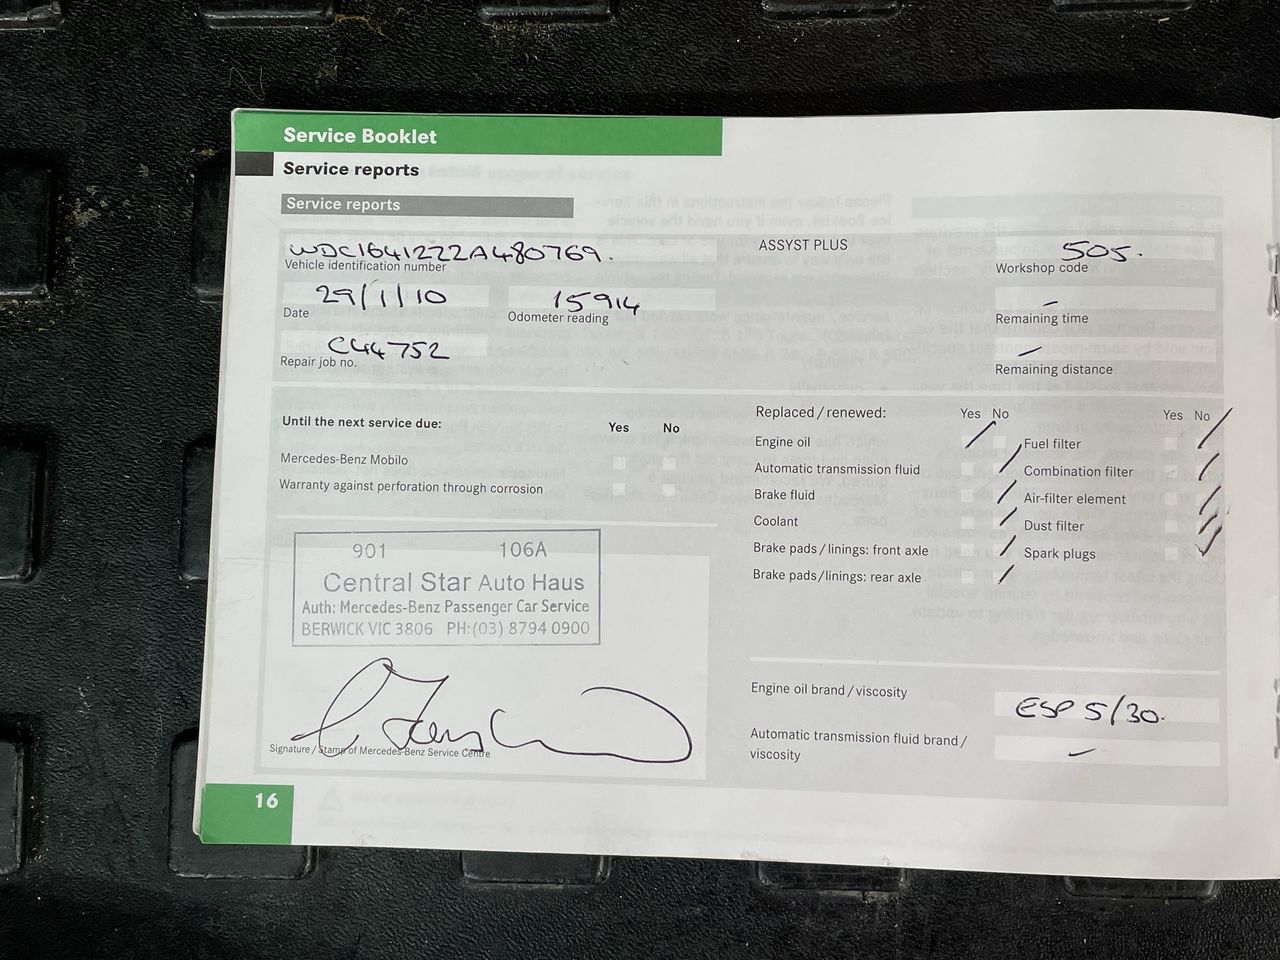 Service Booklet
Service reports
Service reports
WDC1641222A480769.
Vehicle identification number
29/1/10 15914
Date Odometer reading
C44752
Repair job no.
ASSYST PLUS
505.
Workshop code
–
Remaining time
–
Remaining distance
Until the next service due: Yes No
Mercedes-Benz Mobilo
Warranty against perforation through corrosion
901 106A
Central Star Auto Haus
Auth: Mercedes-Benz Passenger Car Service
BERWICK VIC 3806 PH:(03) 8794 0900
Signature / Stamp of Mercedes-Benz Service Centre
Replaced / renewed: Yes No Yes No
Engine oil / Fuel filter /
Automatic transmission fluid / Combination filter /
Brake fluid / Air-filter element /
Coolant / Dust filter /
Brake pads / linings: front axle / Spark plugs /
Brake pads / linings: rear axle /
Engine oil brand / viscosity ESP 5/30.
Automatic transmission fluid brand / –
viscosity
16